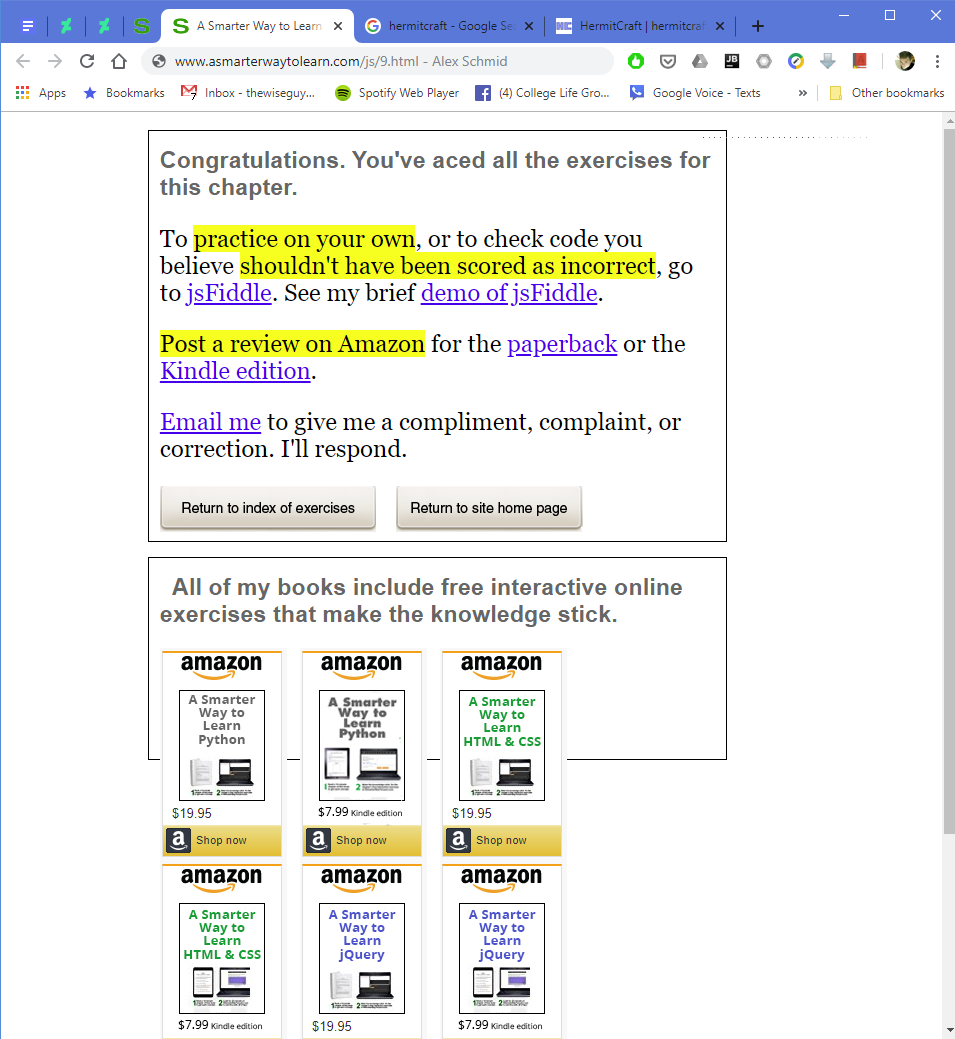 A Smarter Way to Learn
hermitcraft - Google Se
HermitCraft | hermitcraf
www.asmarterwaytolearn.com/js/9.html - Alex Schmid
Apps
Bookmarks
Inbox - thewiseguy...
Spotify Web Player
(4) College Life Gro...
Google Voice - Texts
»
Other bookmarks
Congratulations. You've aced all the exercises for
this chapter.
To practice on your own, or to check code you
believe shouldn't have been scored as incorrect, go
to jsFiddle. See my brief demo of jsFiddle.
Post a review on Amazon for the paperback or the
Kindle edition.
Email me to give me a compliment, complaint, or
correction. I'll respond.
Return to index of exercises
Return to site home page
All of my books include free interactive online
exercises that make the knowledge stick.
amazon
A Smarter
Way to
Learn
Python
$19.95
Shop now
amazon
A Smarter
Way to
Learn
Python
$7.99 Kindle edition
Shop now
amazon
A Smarter
Way to
Learn
HTML & CSS
$19.95
Shop now
amazon
A Smarter
Way to
Learn
HTML & CSS
$7.99 Kindle edition
amazon
A Smarter
Way to
Learn
jQuery
$19.95
amazon
A Smarter
Way to
Learn
jQuery
$7.99 Kindle edition